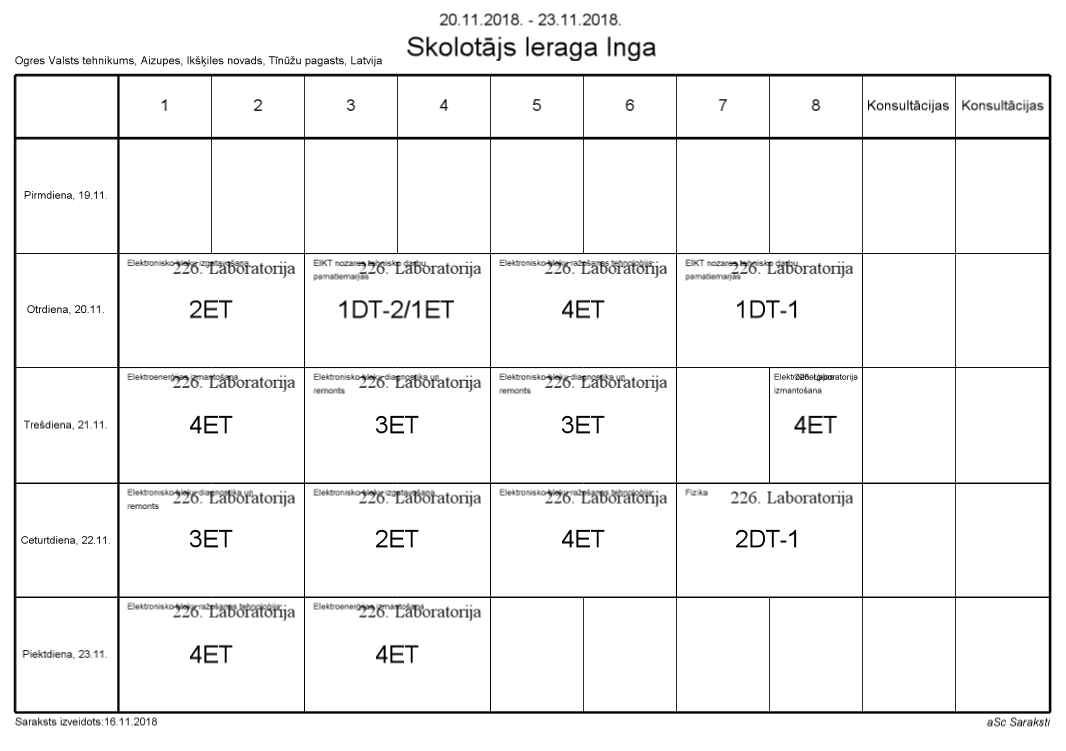 20.11.2018. - 23.11.2018.
Skolotājs Ieraga Inga
Ogres Valsts tehnikums, Aizupes, Ikšķiles novads, Tīnūžu pagasts, Latvija
1 2 3 4 5 6 7 8 Konsultācijas Konsultācijas
Pirmdiena, 19.11.
Elektronisko bloku izgatavošana 226. Laboratorija
EIKT nozares tehnisko darbu 226. Laboratorija
pamatiemaņas
Elektronisko bloku ražošanas tehnoloģija 226. Laboratorija
EIKT nozares tehnisko darbu 226. Laboratorija
pamatiemaņas
Otrdiena, 20.11. 2ET 1DT-2/1ET 4ET 1DT-1
Elektroenerģijas izmantošana 226. Laboratorija
Elektronisko bloku diagnostika un 226. Laboratorija
remonts
Elektronisko bloku diagnostika un 226. Laboratorija
remonts
Elektroenerģijas 226. Laboratorija
izmantošana
Trešdiena, 21.11. 4ET 3ET 3ET 4ET
Elektronisko bloku diagnostika un 226. Laboratorija
remonts
Elektronisko bloku izgatavošana 226. Laboratorija
Elektronisko bloku ražošanas tehnoloģija 226. Laboratorija
Fizika 226. Laboratorija
Ceturtdiena, 22.11. 3ET 2ET 4ET 2DT-1
Elektronisko bloku ražošanas tehnoloģija 226. Laboratorija
Elektroenerģijas izmantošana 226. Laboratorija
Piektdiena, 23.11. 4ET 4ET
Saraksts izveidots:16.11.2018
aSc Saraksti